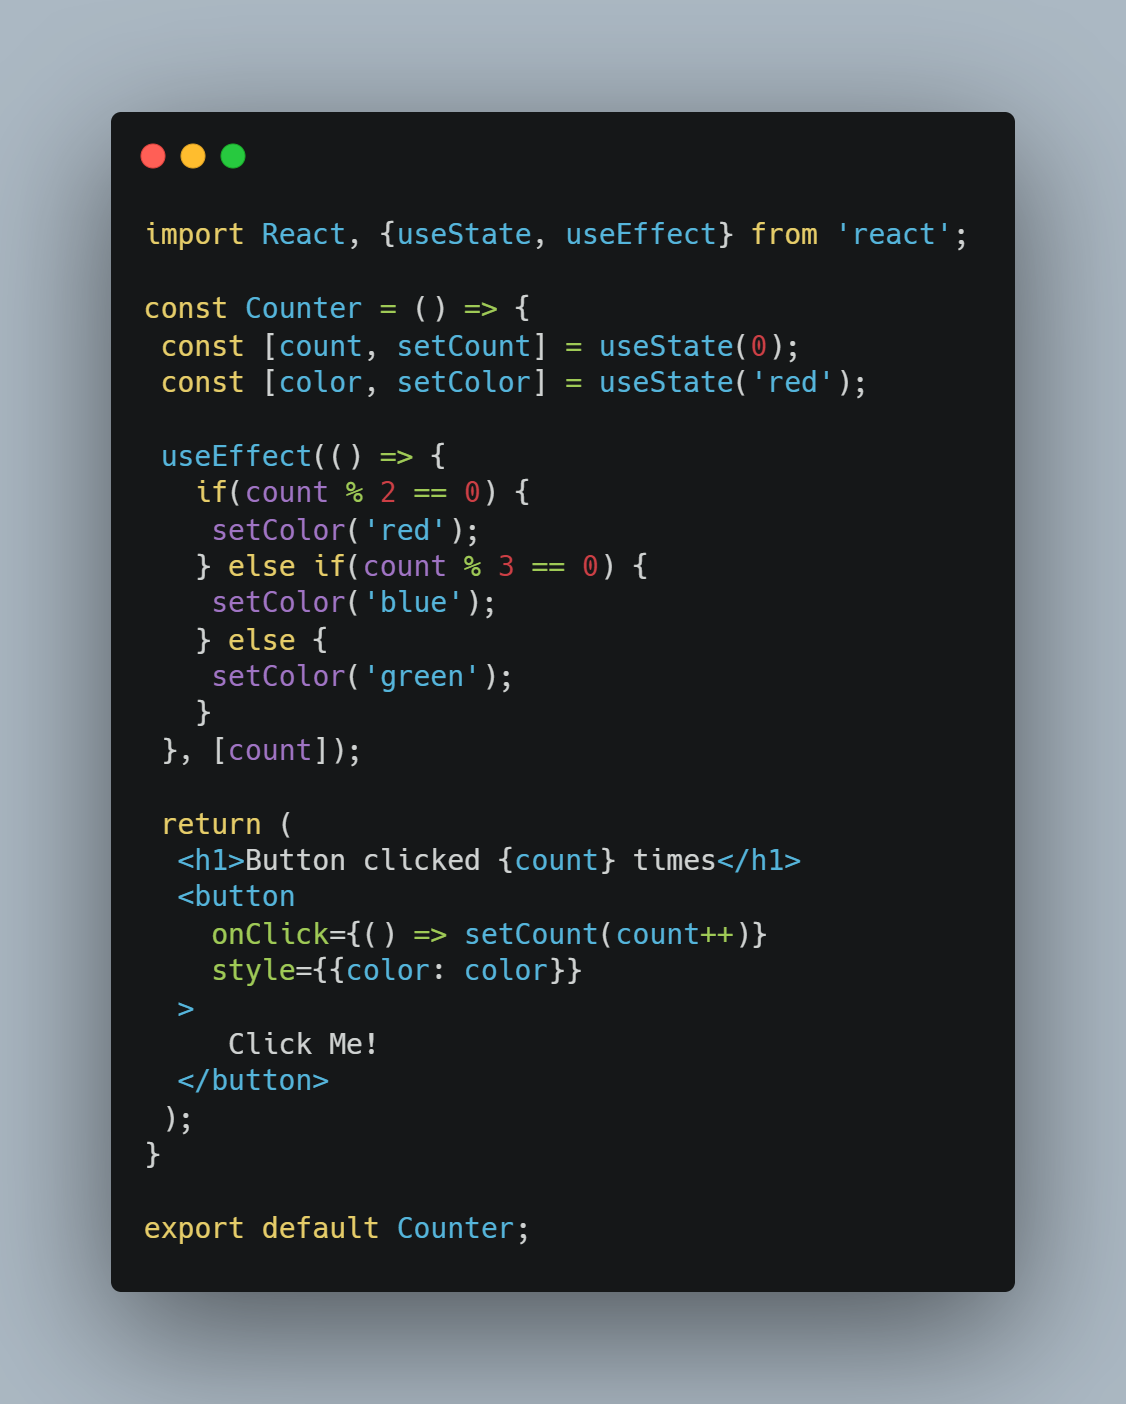 import React, {useState, useEffect} from 'react';

const Counter = () => {
 const [count, setCount] = useState(0);
 const [color, setColor] = useState('red');

 useEffect(() => {
   if(count % 2 == 0) {
    setColor('red');
   } else if(count % 3 == 0) {
    setColor('blue');
   } else {
    setColor('green');
   }
 }, [count]);

 return (
  <h1>Button clicked {count} times</h1>
  <button
    onClick={() => setCount(count++)}
    style={{color: color}}
  >
     Click Me!
  </button>
 );
}

export default Counter;